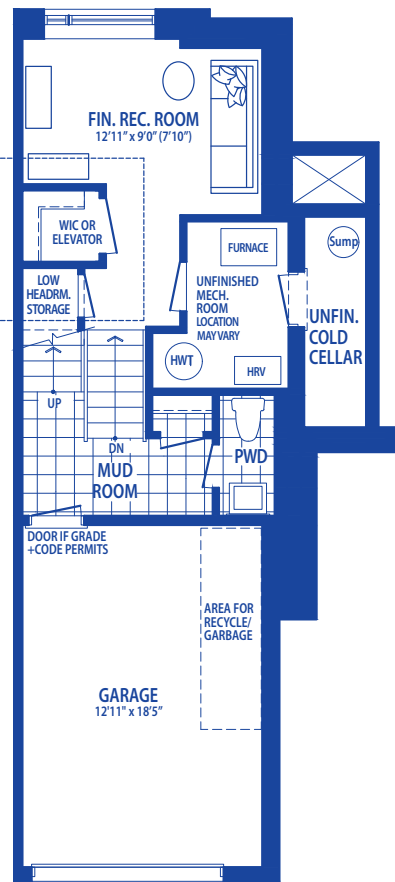 FIN. REC. ROOM
12'11" x 9'0" (7'10")
WIC OR
ELEVATOR
FURNACE
Sump
LOW
HEADRM.
STORAGE
UNFINISHED
MECH.
ROOM
LOCATION
MAY VARY
UNFIN.
COLD
CELLAR
HWT
HRV
UP
DN
MUD
ROOM
PWD
DOOR IF GRADE
+CODE PERMITS
AREA FOR
RECYCLE/
GARBAGE
GARAGE
12'11" x 18'5"